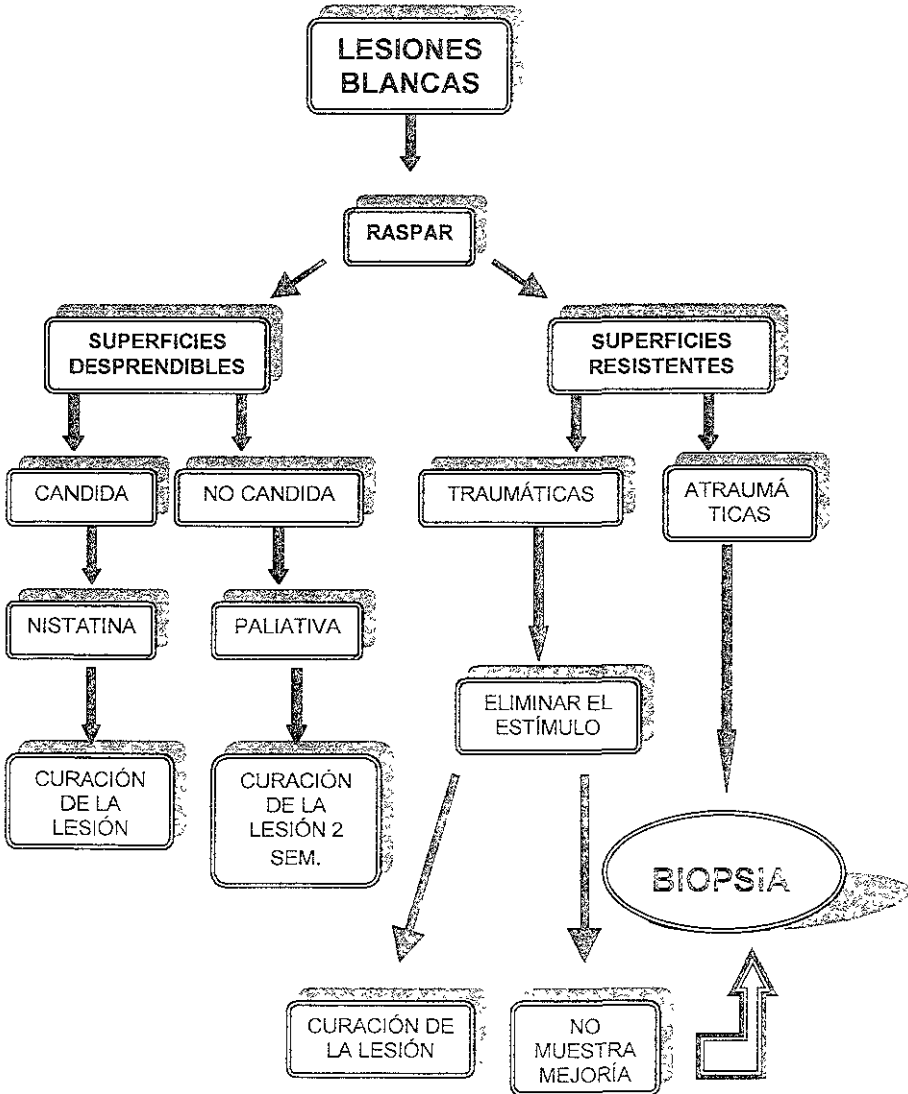 LESIONES
BLANCAS
RASPAR
SUPERFICIES
DESPRENDIBLES
SUPERFICIES
RESISTENTES
CANDIDA
NO CANDIDA
TRAUMÁTICAS
ATRAUMÁ
TICAS
NISTATINA
PALIATIVA
ELIMINAR EL
ESTÍMULO
CURACIÓN
DE LA
LESIÓN
CURACIÓN
DE LA
LESIÓN 2
SEM.
BIOPSIA
CURACIÓN DE
LA LESIÓN
NO
MUESTRA
MEJORÍA